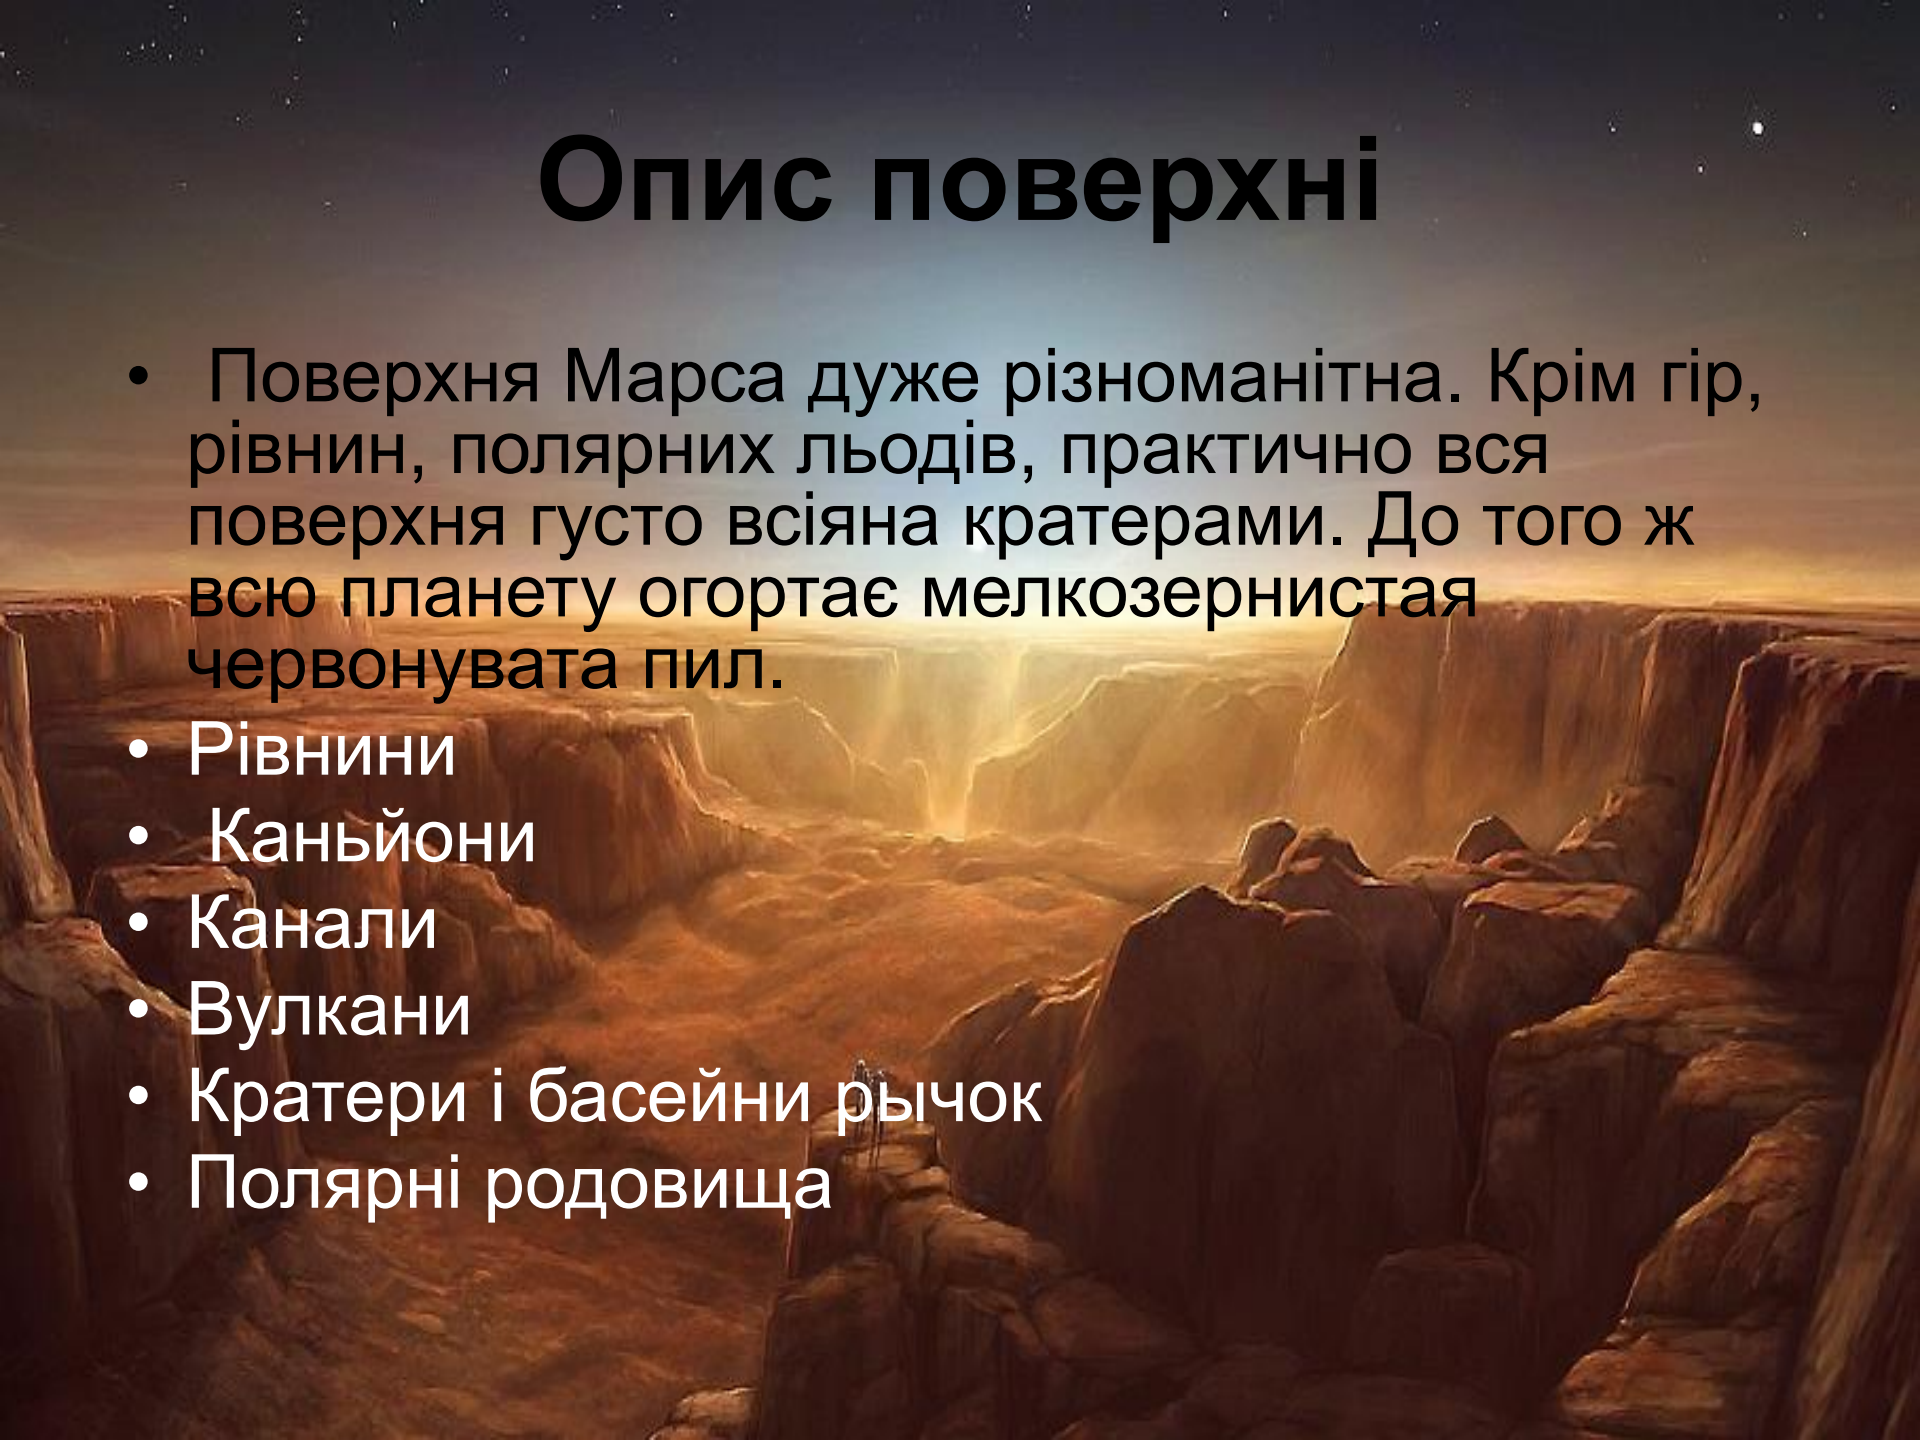 Опис поверхні
• Поверхня Марса дуже різноманітна. Крім гір,
рівнин, полярних льодів, практично вся
поверхня густо всіяна кратерами. До того ж
всю планету огортає мелкозернистая
червонувата пил.
• Рівнини
• Каньйони
• Канали
• Вулкани
• Кратери і басейни рычок
• Полярні родовища